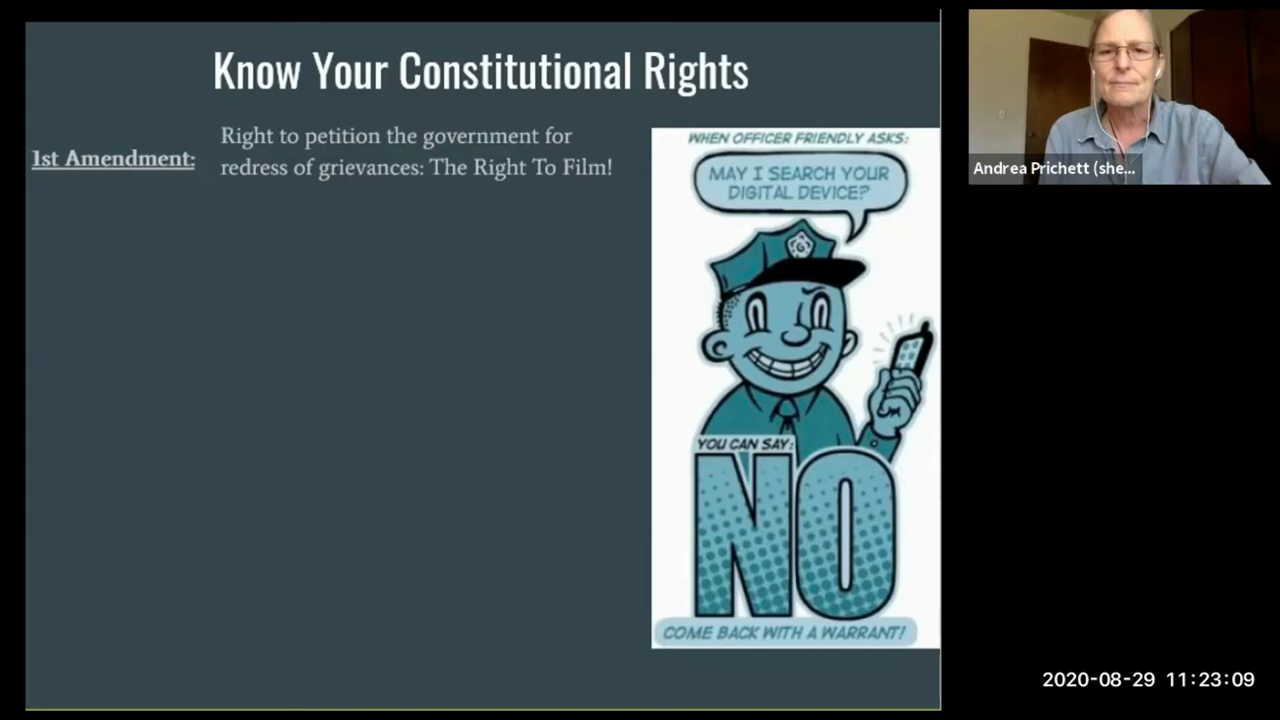 Know Your Constitutional Rights
1st Amendment:
Right to petition the government for
redress of grievances: The Right To Film!
WHEN OFFICER FRIENDLY ASKS:
MAY I SEARCH YOUR
DIGITAL DEVICE?
YOU CAN SAY:
NO
COME BACK WITH A WARRANT!
Andrea Prichett (she...
2020-08-29 11:23:09